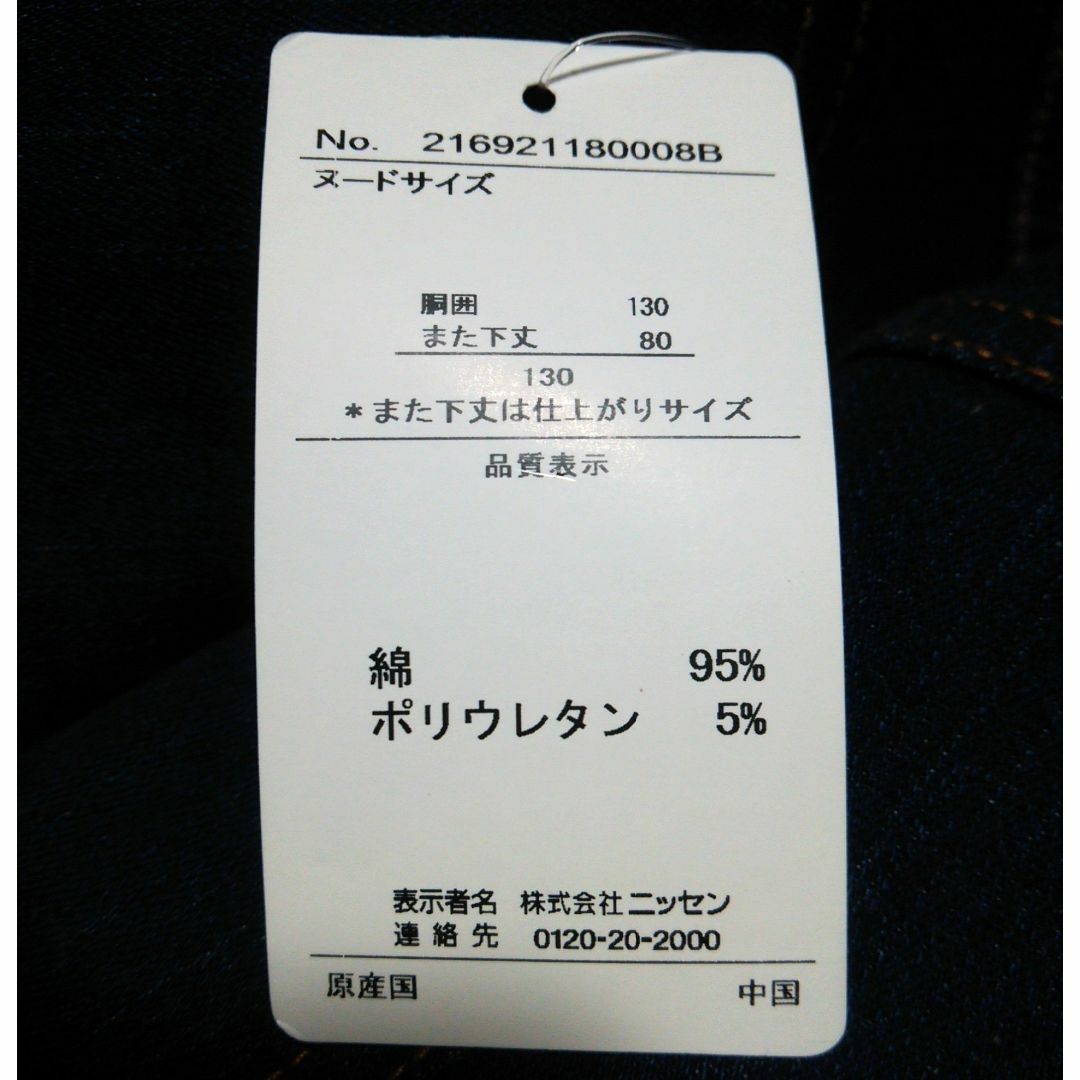 No. 216921180008B
ヌードサイズ
胴囲 130
また下丈 80
130
*また下丈は仕上がりサイズ
品質表示
綿 95%
ポリウレタン 5%
表示者名 株式会社ニッセン
連絡先 0120-20-2000
原産国 中国